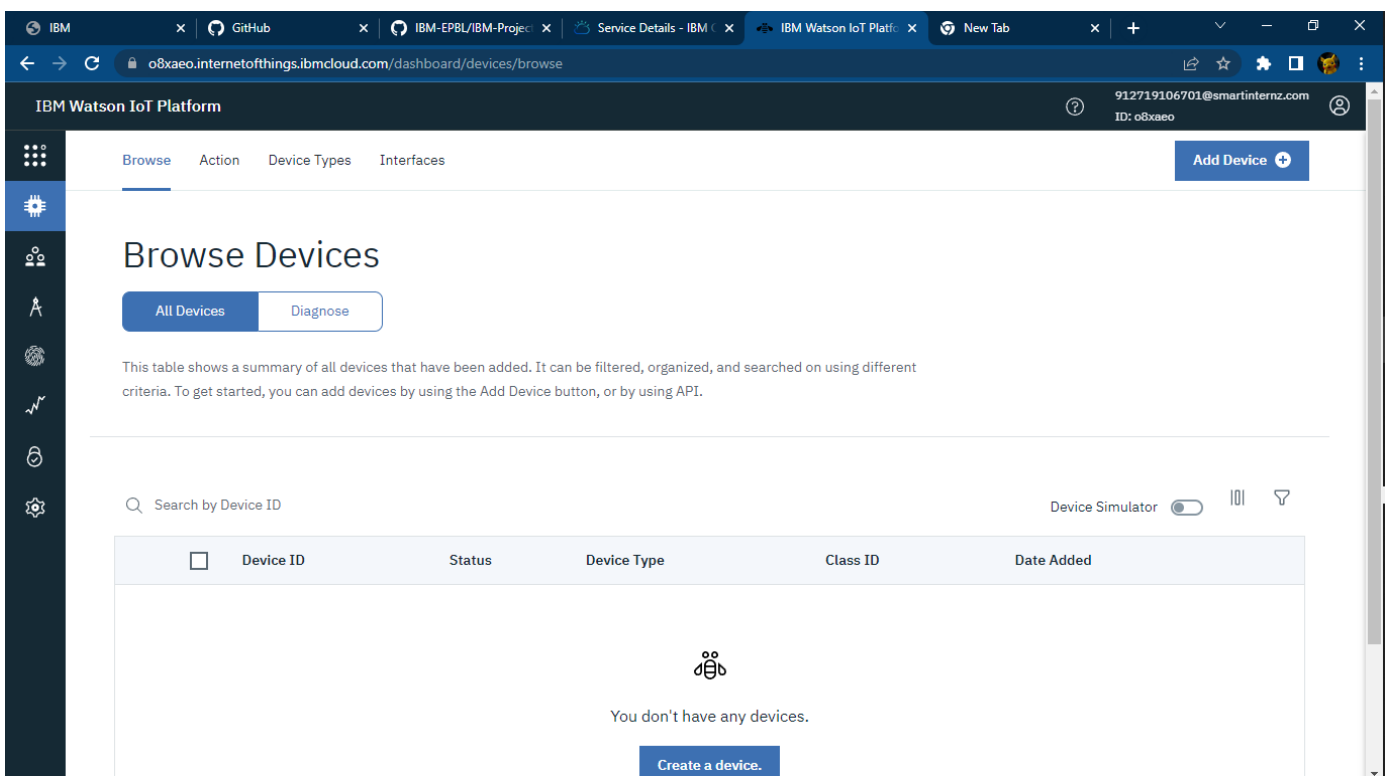 IBM
GitHub
IBM-EPBL/IBM-Project
Service Details - IBM C
IBM Watson IoT Platfo
New Tab
o8xaeo.internetofthings.ibmcloud.com/dashboard/devices/browse
IBM Watson IoT Platform
912719106701@smartinternz.com
ID: o8xaeo
Browse Action Device Types Interfaces
Add Device
Browse Devices
All Devices Diagnose
This table shows a summary of all devices that have been added. It can be filtered, organized, and searched on using different
criteria. To get started, you can add devices by using the Add Device button, or by using API.
Search by Device ID
Device Simulator
Device ID Status Device Type Class ID Date Added
You don't have any devices.
Create a device.